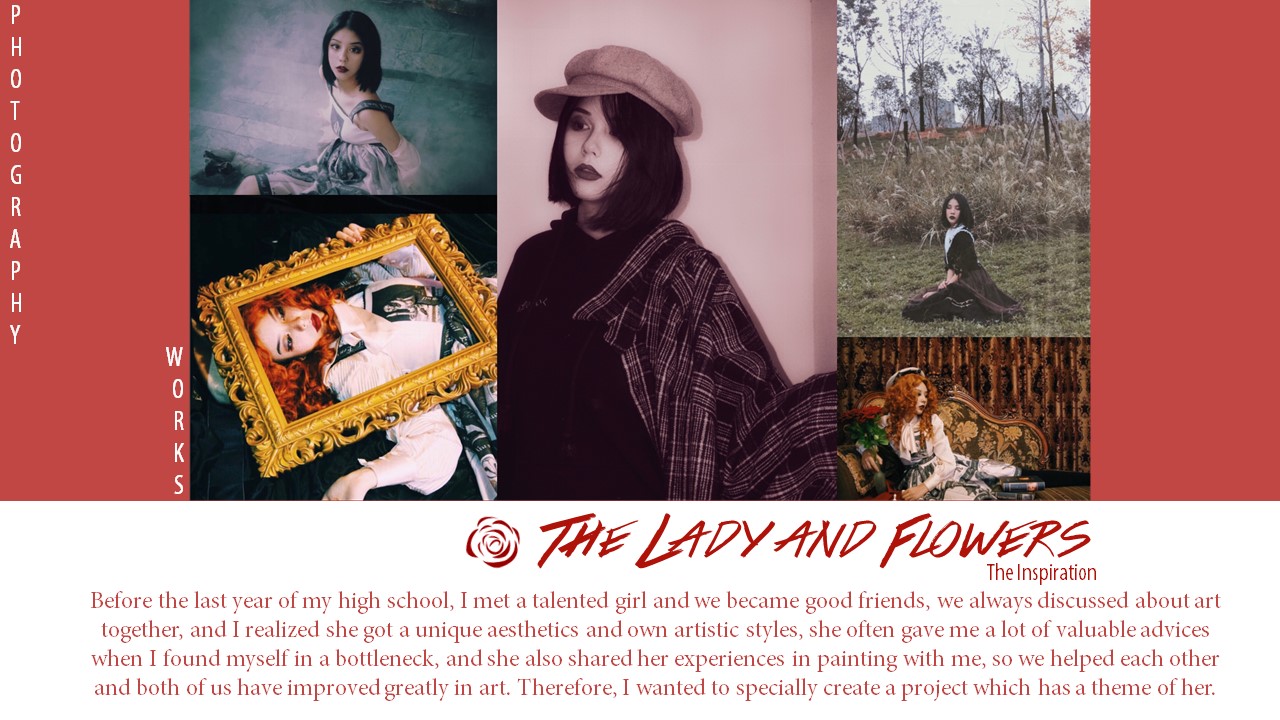 PHOTOGRAPHY
WORKS
THE LADY AND FLOWERS
The Inspiration
Before the last year of my high school, I met a talented girl and we became good friends, we always discussed about art
together, and I realized she got a unique aesthetics and own artistic styles, she often gave me a lot of valuable advices
when I found myself in a bottleneck, and she also shared her experiences in painting with me, so we helped each other
and both of us have improved greatly in art. Therefore, I wanted to specially create a project which has a theme of her.